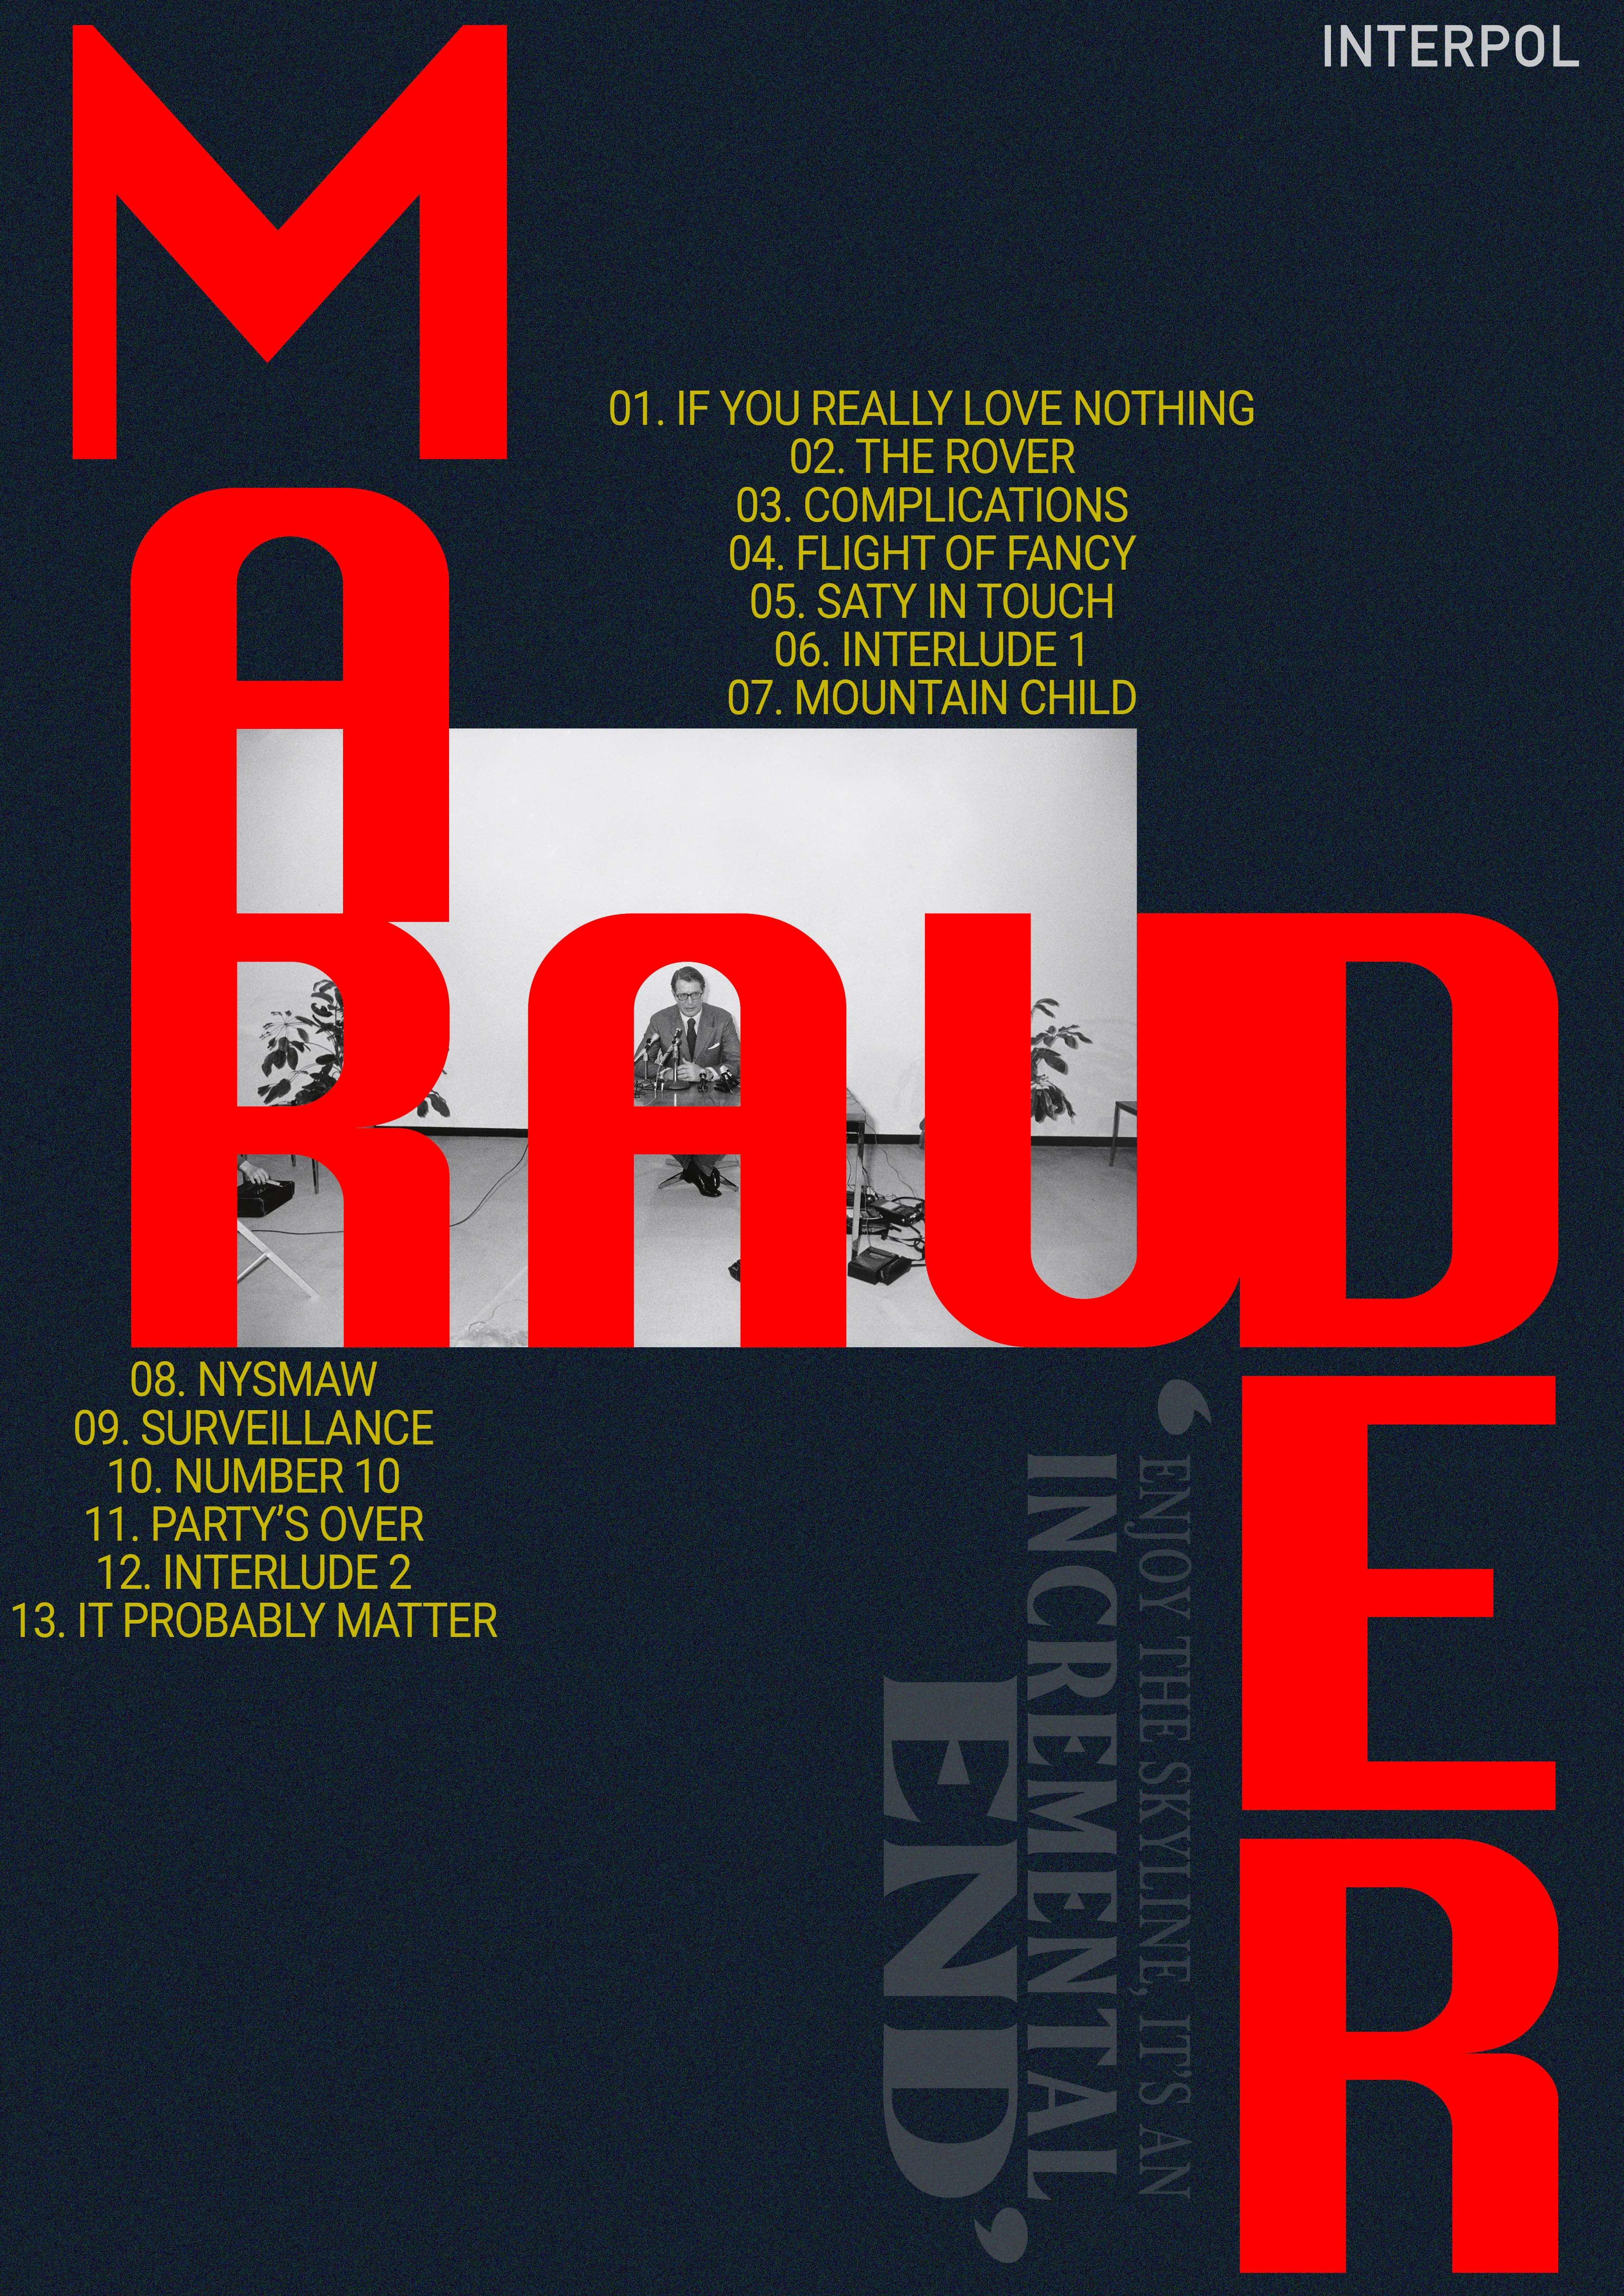 INTERPOL
MARAUDER
01. IF YOU REALLY LOVE NOTHING
02. THE ROVER
03. COMPLICATIONS
04. FLIGHT OF FANCY
05. SATY IN TOUCH
06. INTERLUDE 1
07. MOUNTAIN CHILD
08. NYSMAW
09. SURVEILLANCE
10. NUMBER 10
11. PARTY’S OVER
12. INTERLUDE 2
13. IT PROBABLY MATTER
‘ENJOY THE SKYLINE, IT'S AN
INCREMENTAL
END’